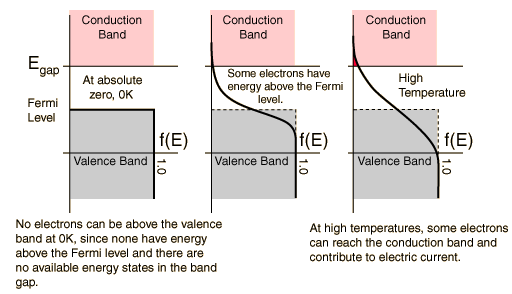 Conduction
Band
Conduction
Band
Conduction
Band
Egap
At absolute
zero, 0K
Some electrons have
energy above the Fermi
level.
High
Temperature
Fermi
Level
f(E)
f(E)
f(E)
Valence Band
1.0
Valence Band
1.0
Valence Band
1.0
No electrons can be above the valence
band at 0K, since none have energy
above the Fermi level and there are
no available energy states in the band
gap.
At high temperatures, some electrons
can reach the conduction band and
contribute to electric current.